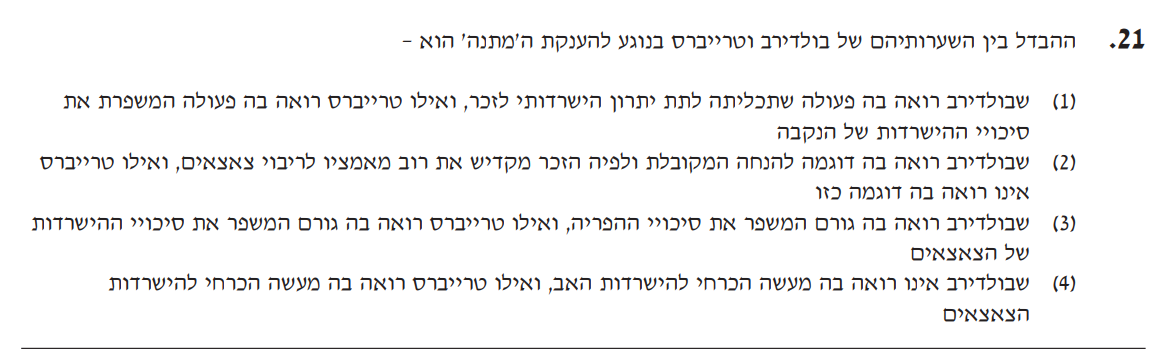 21. ההבדל בין השערותיהם של בולדירב וטרייברס בנוגע להענקת ה'מתנה' הוא –
(1) שבולדירב רואה בה פעולה שתכליתה לתת יתרון הישרדותי לזכר, ואילו טרייברס רואה בה פעולה המשפרת את
סיכויי ההישרדות של הנקבה
(2) שבולדירב רואה בה דוגמה להנחה המקובלת ולפיה הזכר מקדיש את רוב מאמציו לריבוי צאצאים, ואילו טרייברס
אינו רואה בה דוגמה כזו
(3) שבולדירב רואה בה גורם המשפר את סיכויי ההפריה, ואילו טרייברס רואה בה גורם המשפר את סיכויי ההישרדות
של הצאצאים
(4) שבולדירב אינו רואה בה מעשה הכרחי להישרדות האב, ואילו טרייברס רואה בה מעשה הכרחי להישרדות
הצאצאים